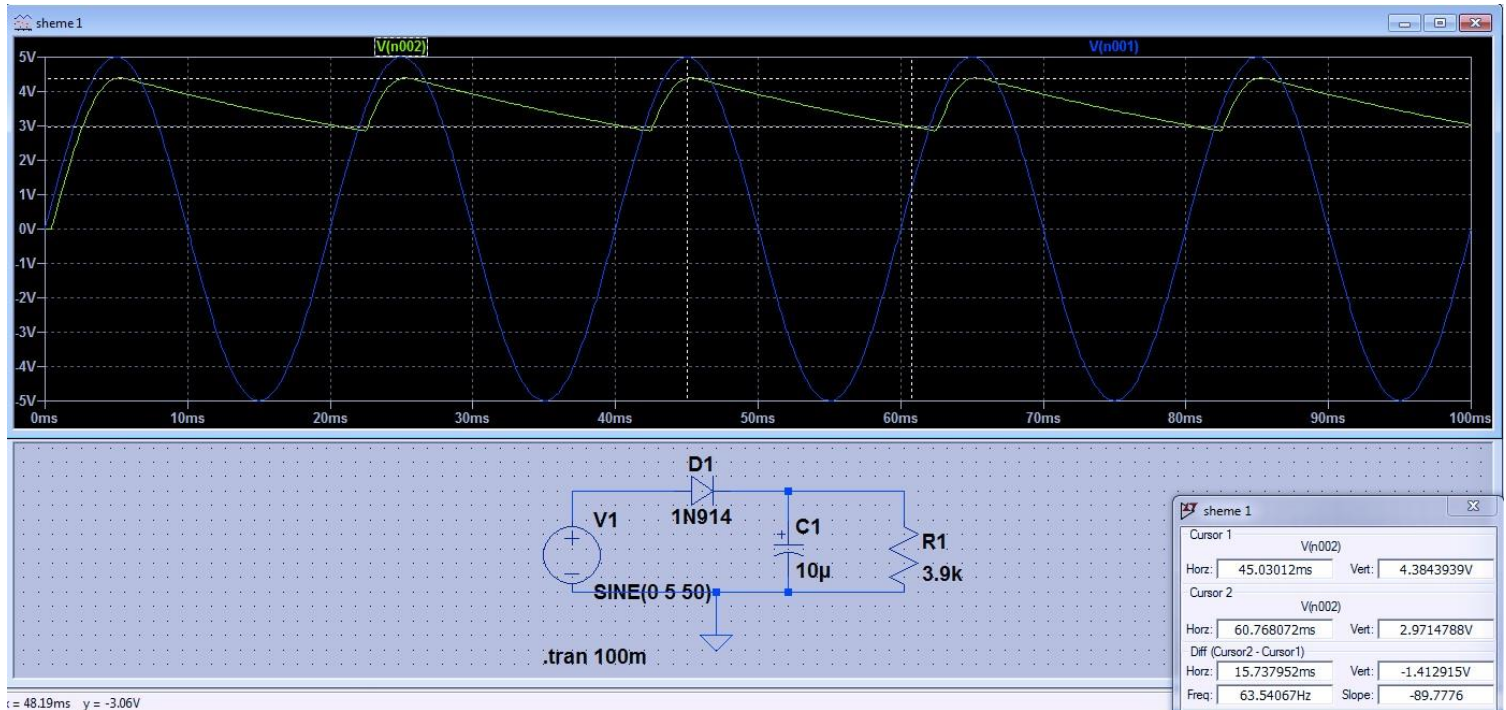 sheme 1
V(n002) V(n001)
5V
4V
3V
2V
1V
0V
-1V
-2V
-3V
-4V
-5V
0ms 10ms 20ms 30ms 40ms 50ms 60ms 70ms 80ms 90ms 100ms
D1
1N914
V1
SINE(0 5 50)
C1
10µ
R1
3.9k
.tran 100m
sheme 1
Cursor 1
V(n002)
Horz: 45.03012ms Vert: 4.3843939V
Cursor 2
V(n002)
Horz: 60.768072ms Vert: 2.9714788V
Diff (Cursor2 - Cursor1)
Horz: 15.737952ms Vert: -1.412915V
Freq: 63.54067Hz Slope: -89.7776
= 48.19ms y = -3.06V